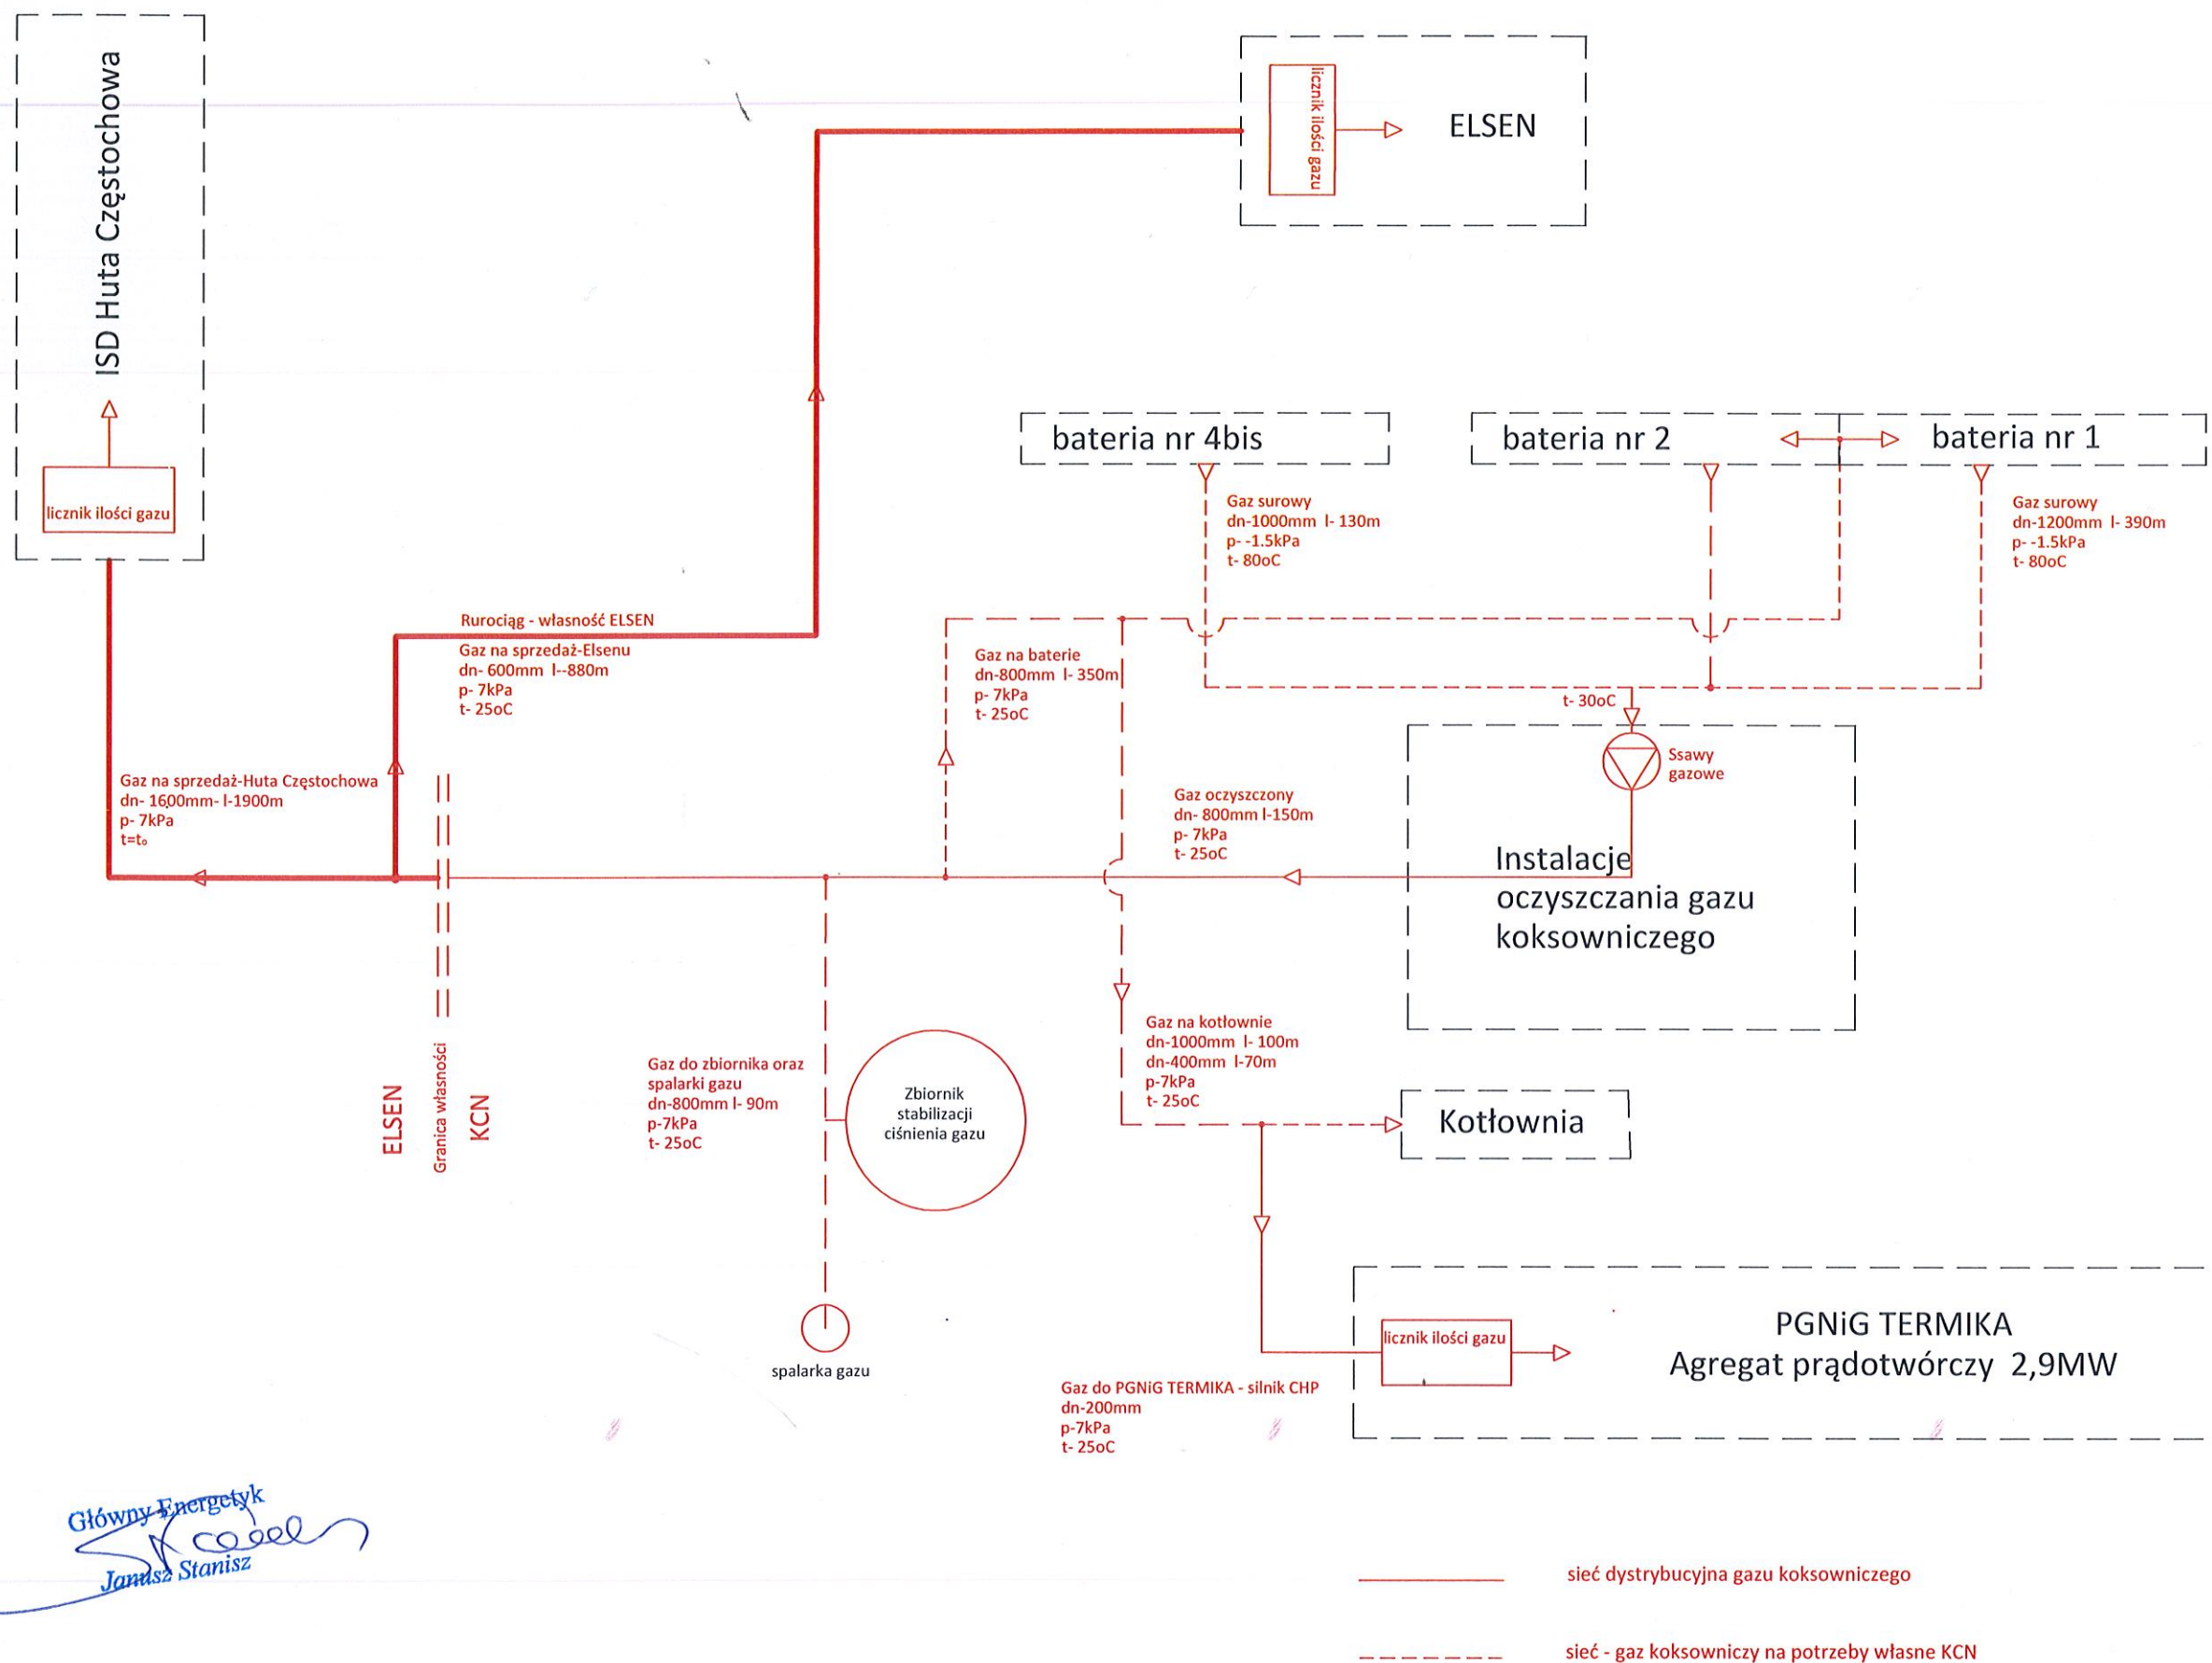 ISD Huta Częstochowa
licznik ilości gazu
licznik ilości gazu
ELSEN
bateria nr 4bis
bateria nr 2
bateria nr 1
Gaz surowy
dn-1000mm l- 130m
p- -1.5kPa
t- 80oC
Gaz surowy
dn-1200mm l- 390m
p- -1.5kPa
t- 80oC
Rurociąg - własność ELSEN
Gaz na sprzedaż-Elsenu
dn- 600mm l--880m
p- 7kPa
t- 25oC
Gaz na baterie
dn-800mm l- 350m
p- 7kPa
t- 25oC
t- 30oC
Ssawy
gazowe
Gaz na sprzedaż-Huta Częstochowa
dn- 1600mm- l-1900m
p- 7kPa
t=t₀
Gaz oczyszczony
dn- 800mm l-150m
p- 7kPa
t- 25oC
Instalacje
oczyszczania gazu
koksowniczego
ELSEN
Granica własności
KCN
Gaz do zbiornika oraz
spalarki gazu
dn-800mm l- 90m
p-7kPa
t- 25oC
Zbiornik
stabilizacji
ciśnienia gazu
Gaz na kotłownie
dn-1000mm l- 100m
dn-400mm l-70m
p-7kPa
t- 25oC
Kotłownia
spalarka gazu
licznik ilości gazu
PGNiG TERMIKA
Agregat prądotwórczy 2,9MW
Gaz do PGNiG TERMIKA - silnik CHP
dn-200mm
p-7kPa
t- 25oC
Główny Energetyk
Janusz Stanisz
sieć dystrybucyjna gazu koksowniczego
sieć - gaz koksowniczy na potrzeby własne KCN